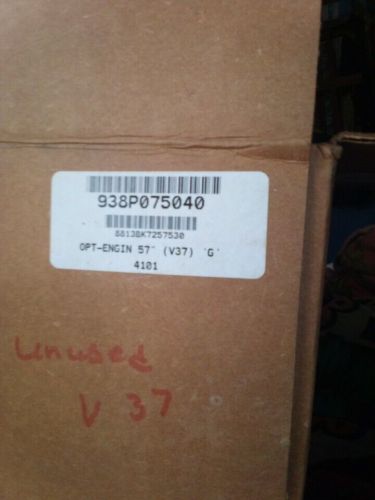 938P075040
8813BK7257530
OPT-ENGIN 57" (V37) 'G'
4101
unused
V 37